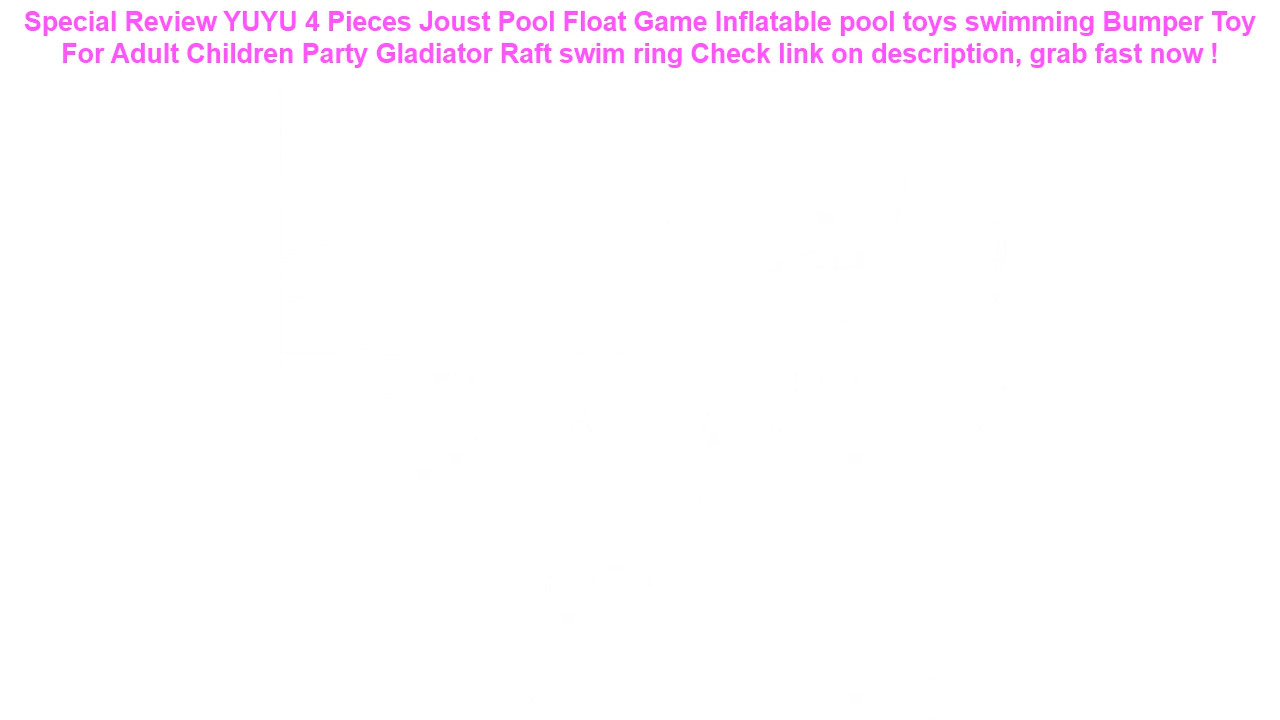 Special Review YUYU 4 Pieces Joust Pool Float Game Inflatable pool toys swimming Bumper Toy
For Adult Children Party Gladiator Raft swim ring Check link on description, grab fast now !